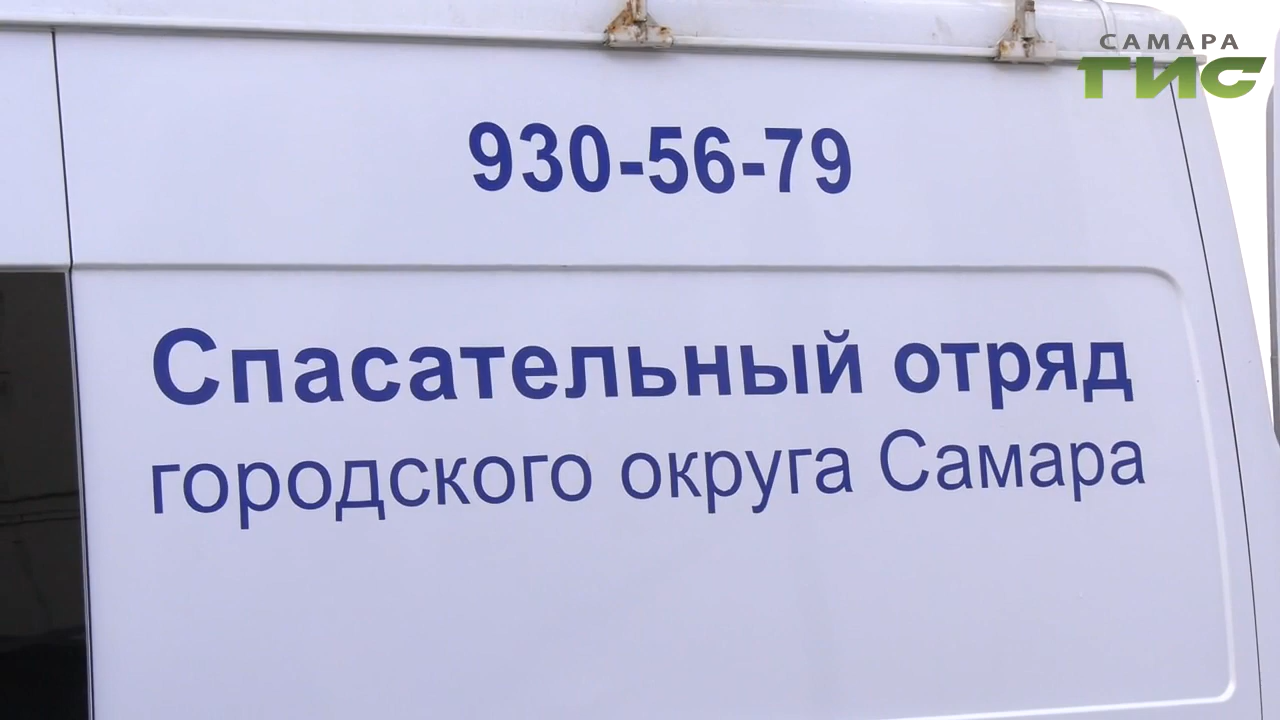 САМАРА
ГИС
930-56-79
Спасательный отряд
городского округа Самара